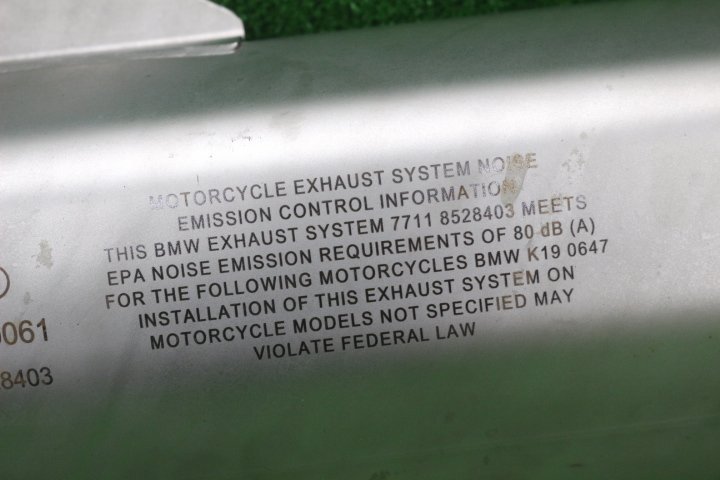 MOTORCYCLE EXHAUST SYSTEM NOISE
EMISSION CONTROL INFORMATION
THIS BMW EXHAUST SYSTEM 7711 8528403 MEETS
EPA NOISE EMISSION REQUIREMENTS OF 80 dB (A)
FOR THE FOLLOWING MOTORCYCLES BMW K19 0647
INSTALLATION OF THIS EXHAUST SYSTEM ON
MOTORCYCLE MODELS NOT SPECIFIED MAY
VIOLATE FEDERAL LAW
0061
8403